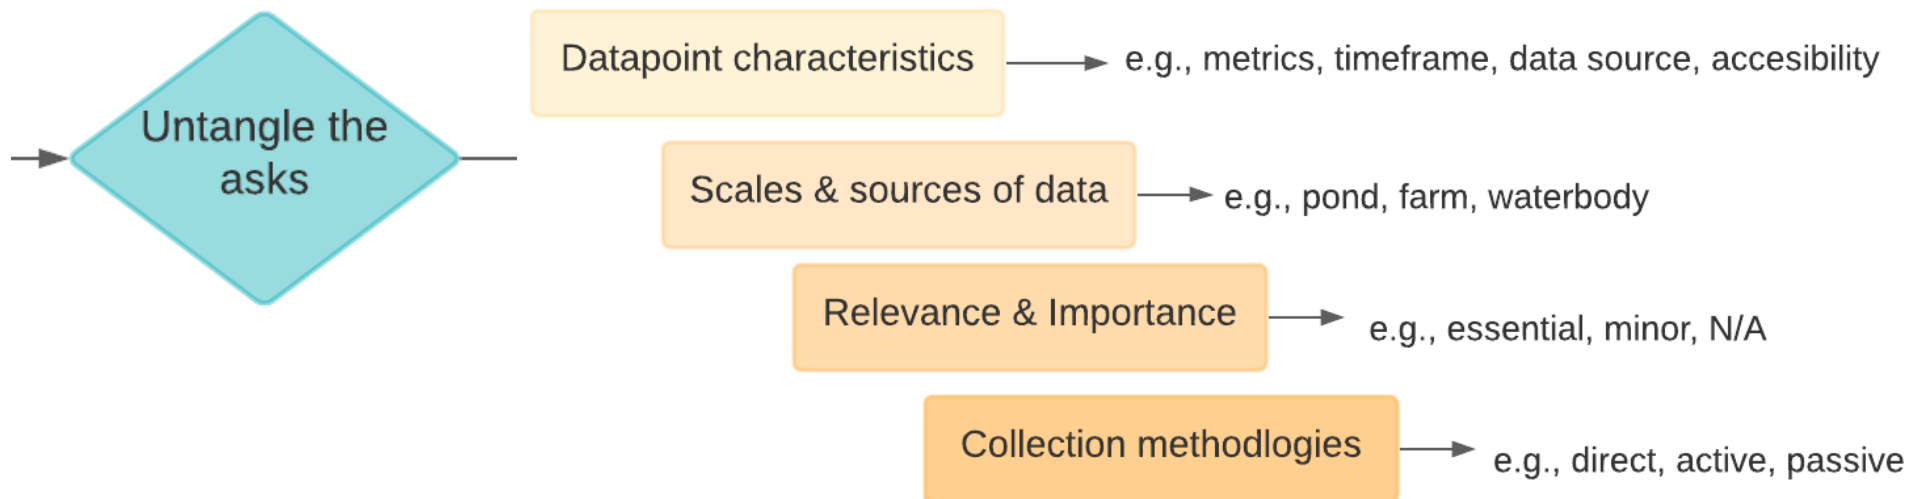 Untangle the
asks
Datapoint characteristics
e.g., metrics, timeframe, data source, accesibility
Scales & sources of data
e.g., pond, farm, waterbody
Relevance & Importance
e.g., essential, minor, N/A
Collection methodlogies
e.g., direct, active, passive